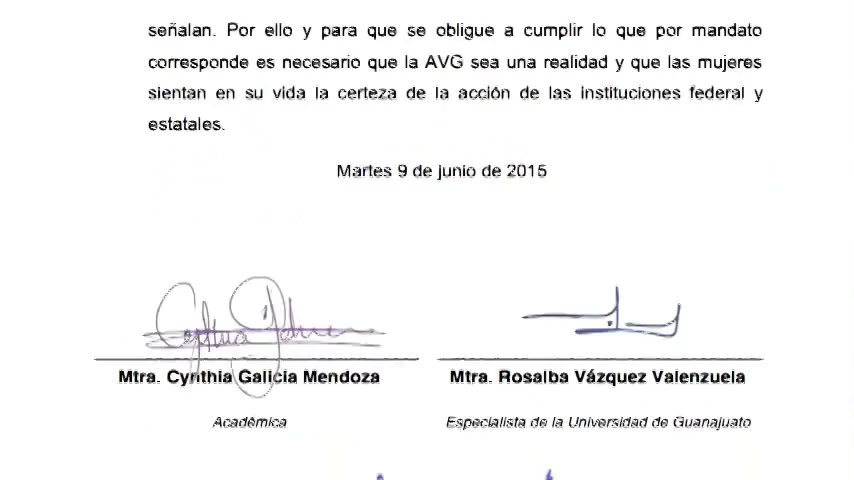 señalan. Por ello y para que se obligue a cumplir lo que por mandato
corresponde es necesario que la AVG sea una realidad y que las mujeres
sientan en su vida la certeza de la acción de las instituciones federal y
estatales.
Martes 9 de junio de 2015
Mtra. Cynthia Galicia Mendoza
Mtra. Rosalba Vázquez Valenzuela
Académica
Especialista de la Universidad de Guanajuato